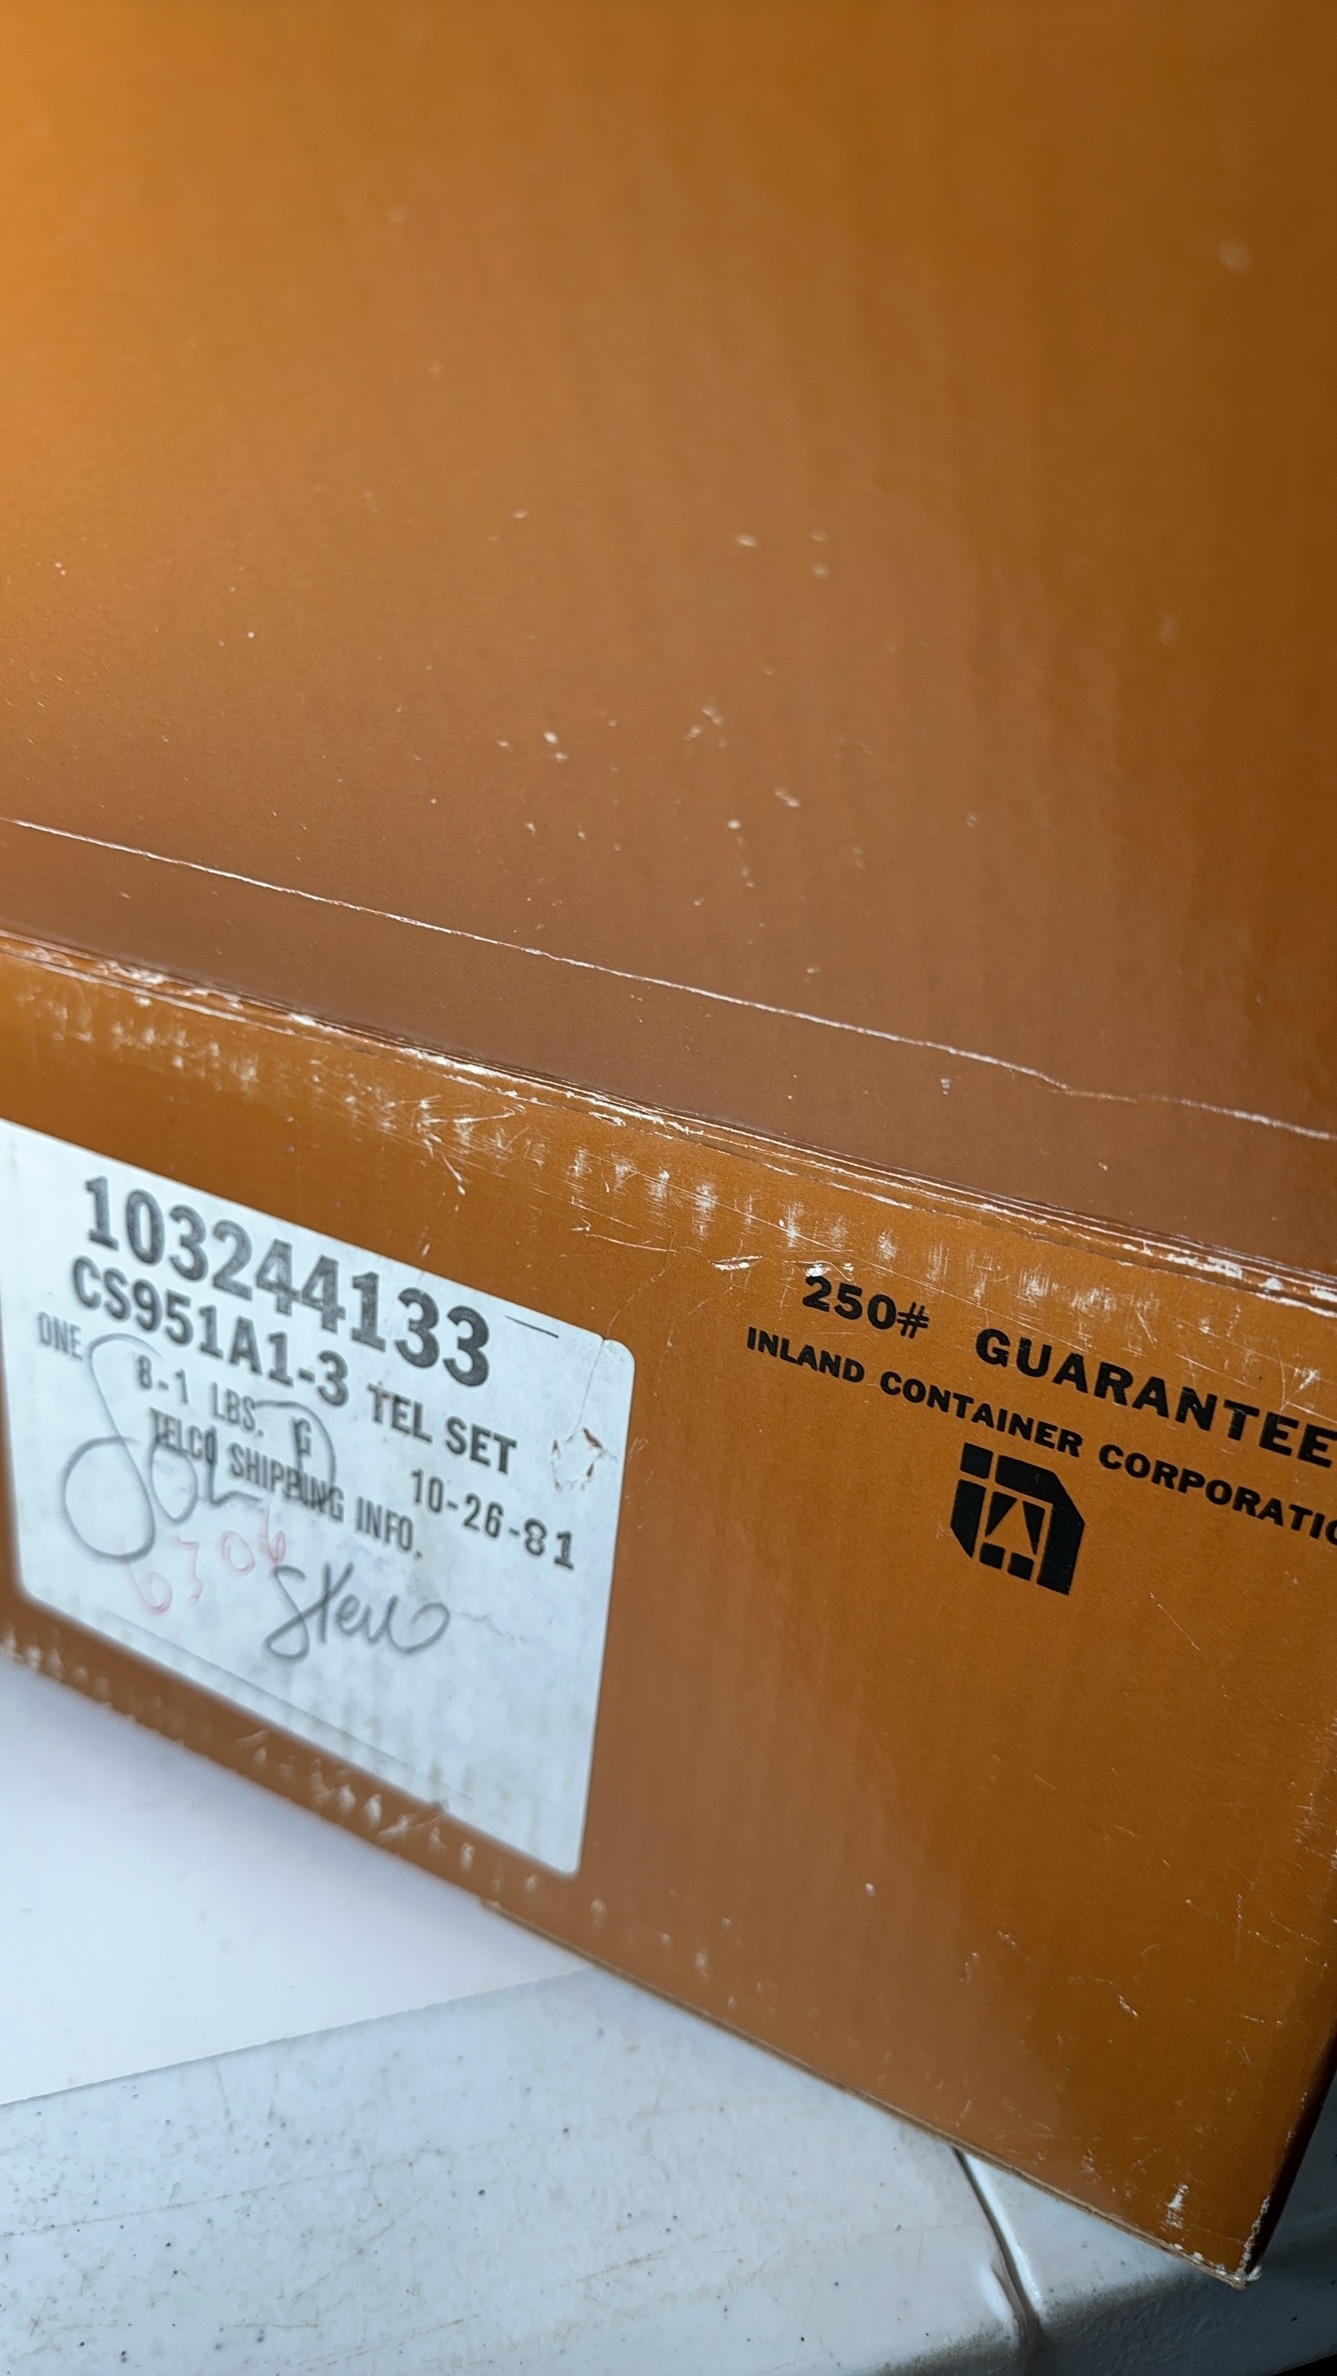 103244133
CS951A1-3 TEL SET
ONE 8-1 LBS. G 10-26-81
TELCO SHIPPING INFO.
SOLD
6306
Steve
250# GUARANTEE
INLAND CONTAINER CORPORATIO